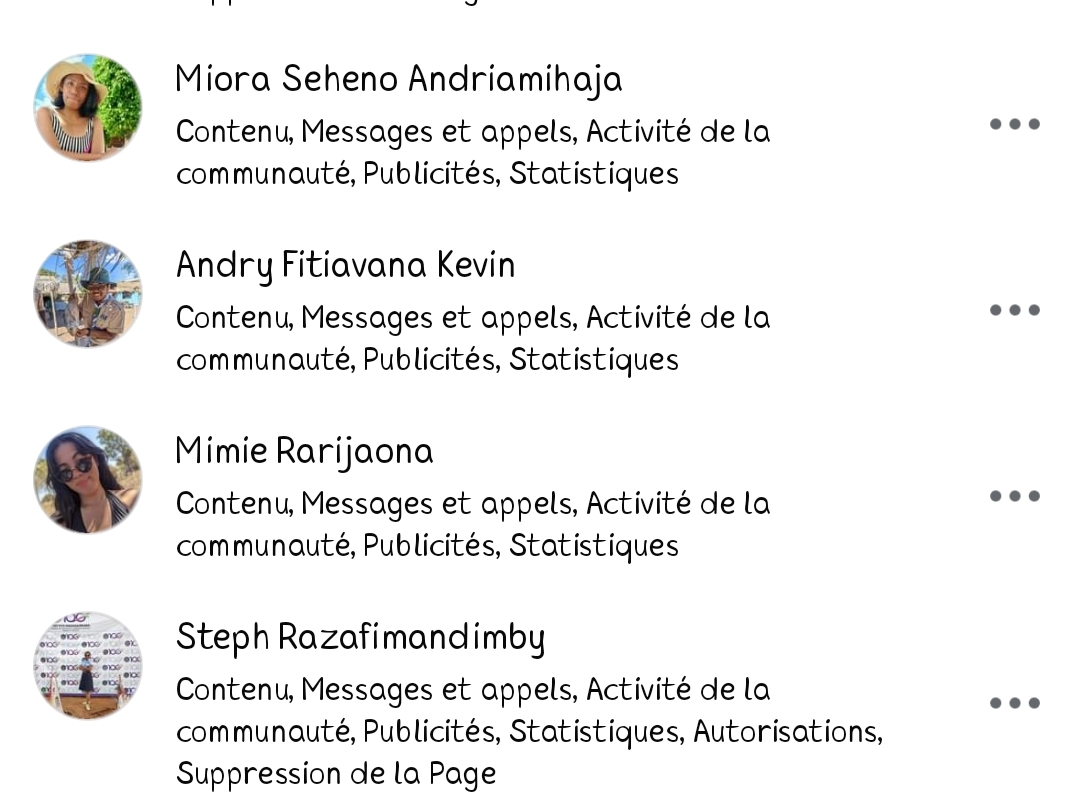 Miora Seheno Andriamihaja
Contenu, Messages et appels, Activité de la
communauté, Publicités, Statistiques
Andry Fitiavana Kevin
Contenu, Messages et appels, Activité de la
communauté, Publicités, Statistiques
Mimie Rarijaona
Contenu, Messages et appels, Activité de la
communauté, Publicités, Statistiques
Steph Razafimandimby
Contenu, Messages et appels, Activité de la
communauté, Publicités, Statistiques, Autorisations,
Suppression de la Page